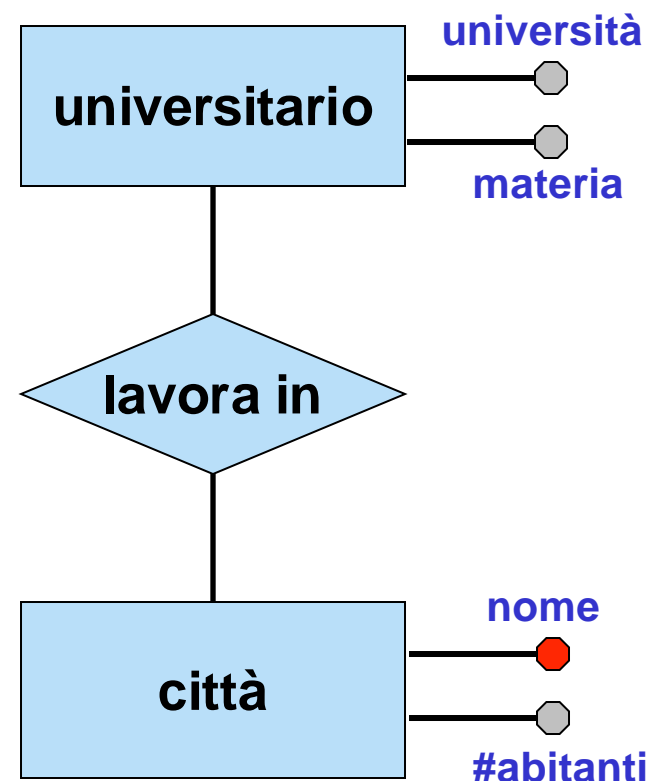 università
universitario
materia
lavora in
nome
città
#abitanti